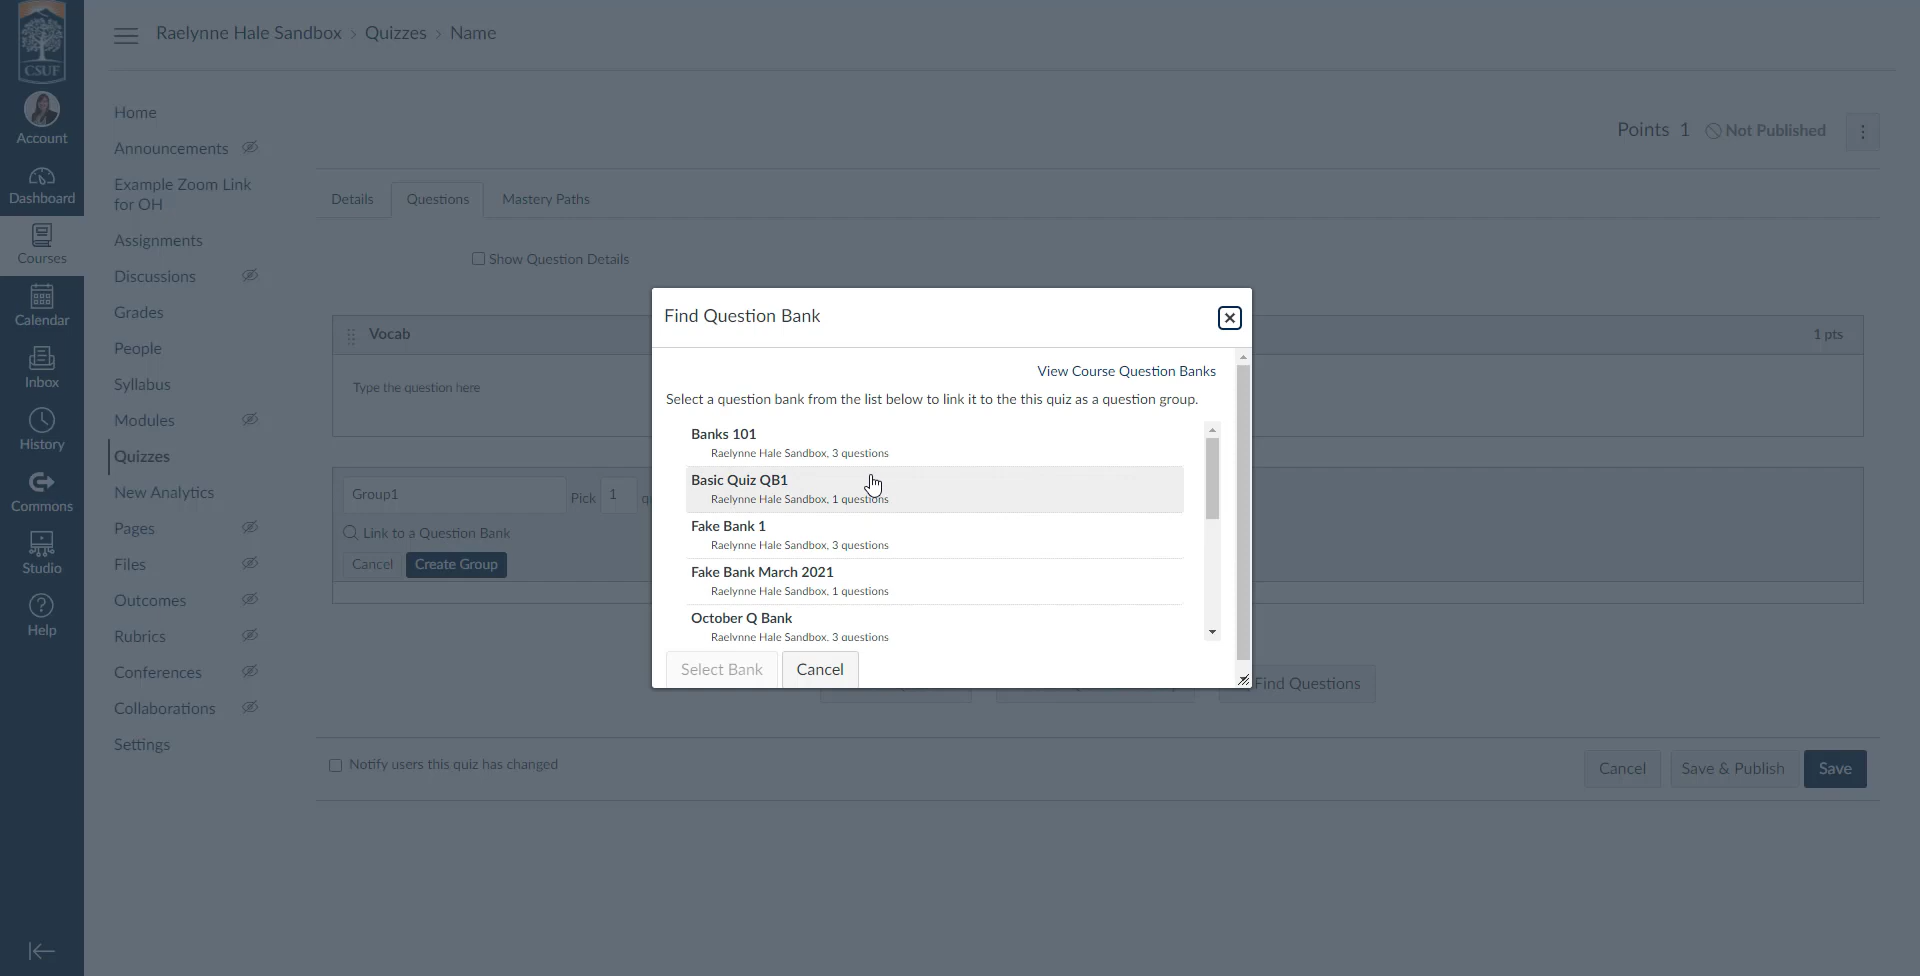 CSUF
Account
Dashboard
Courses
Calendar
Inbox
History
Commons
Studio
Help
Raelynne Hale Sandbox › Quizzes › Name
Home
Announcements
Example Zoom Link
for OH
Assignments
Discussions
Grades
People
Syllabus
Modules
Quizzes
New Analytics
Pages
Files
Outcomes
Rubrics
Conferences
Collaborations
Settings
Points 1 Not Published
Details Questions Mastery Paths
Show Question Details
Vocab 1 pts
Type the question here
Group1 Pick 1
Link to a Question Bank
Cancel Create Group
Find Question Bank
View Course Question Banks
Select a question bank from the list below to link it to the this quiz as a question group.
Banks 101
Raelynne Hale Sandbox, 3 questions
Basic Quiz QB1
Raelynne Hale Sandbox, 1 questions
Fake Bank 1
Raelynne Hale Sandbox, 3 questions
Fake Bank March 2021
Raelynne Hale Sandbox, 1 questions
October Q Bank
Raelynne Hale Sandbox, 3 questions
Select Bank Cancel
Find Questions
Notify users this quiz has changed
Cancel Save & Publish Save